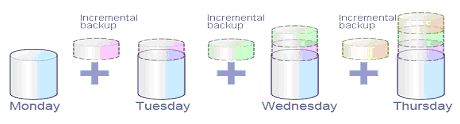 Incremental
backup
Incremental
backup
Incremental
backup
Monday
Tuesday
Wednesday
Thursday